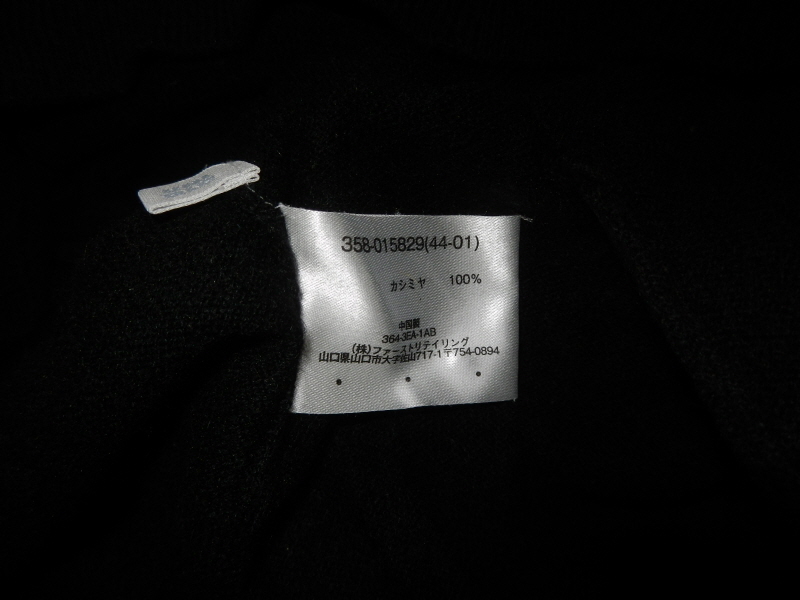 358-015829(44-01)
カシミヤ 100%
中国製
364-3EA-1AB
(株)ファーストリテイリング
山口県山口市大字佐山717-1〒754-0894